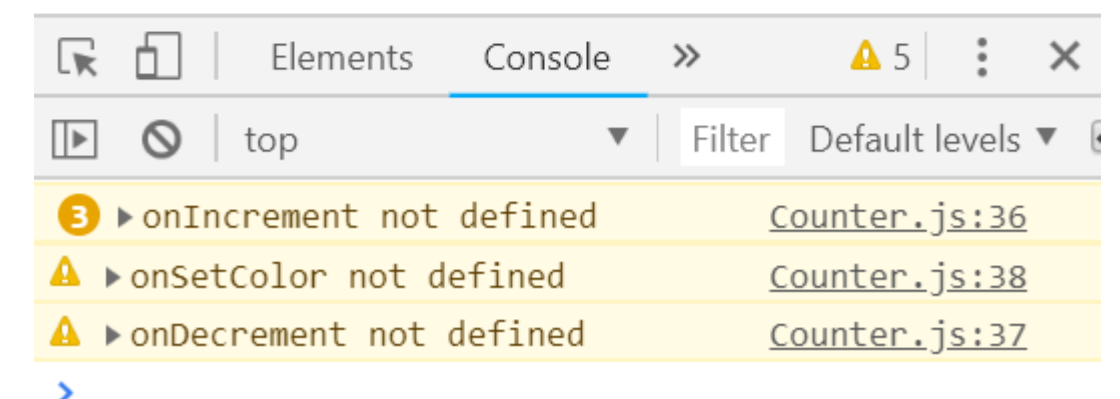 Elements Console » 5
top Filter Default levels
3 onIncrement not defined Counter.js:36
onSetColor not defined Counter.js:38
onDecrement not defined Counter.js:37